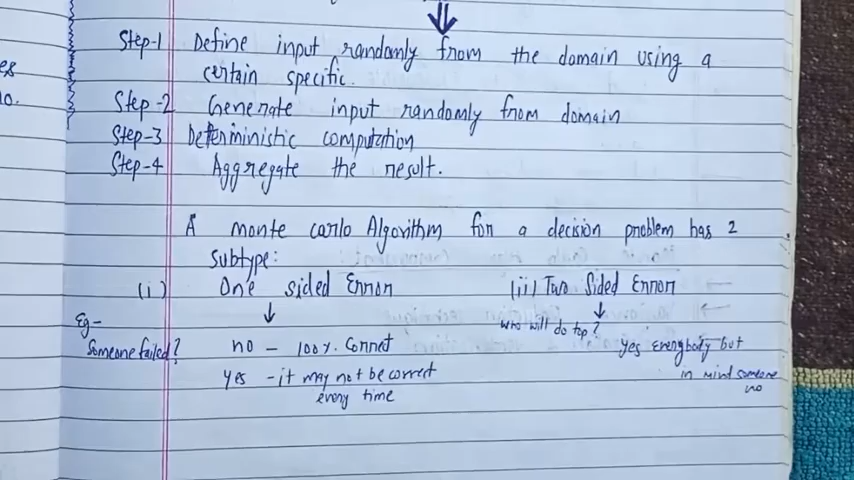 Step-1 Define input randomly from the domain using a
certain specific.
Step-2 Generate input randomly from domain
Step-3 Deterministic computation
Step-4 Aggregate the result.
A monte carlo Algorithm for a decision problem has 2
subtype:
(i) One sided Error
(ii) Two Sided Error
Eg-
Someone failed?
no - 100%. Correct
yes - it may not be correct
every time
who will do top?
yes everybody but
in mind someone
no